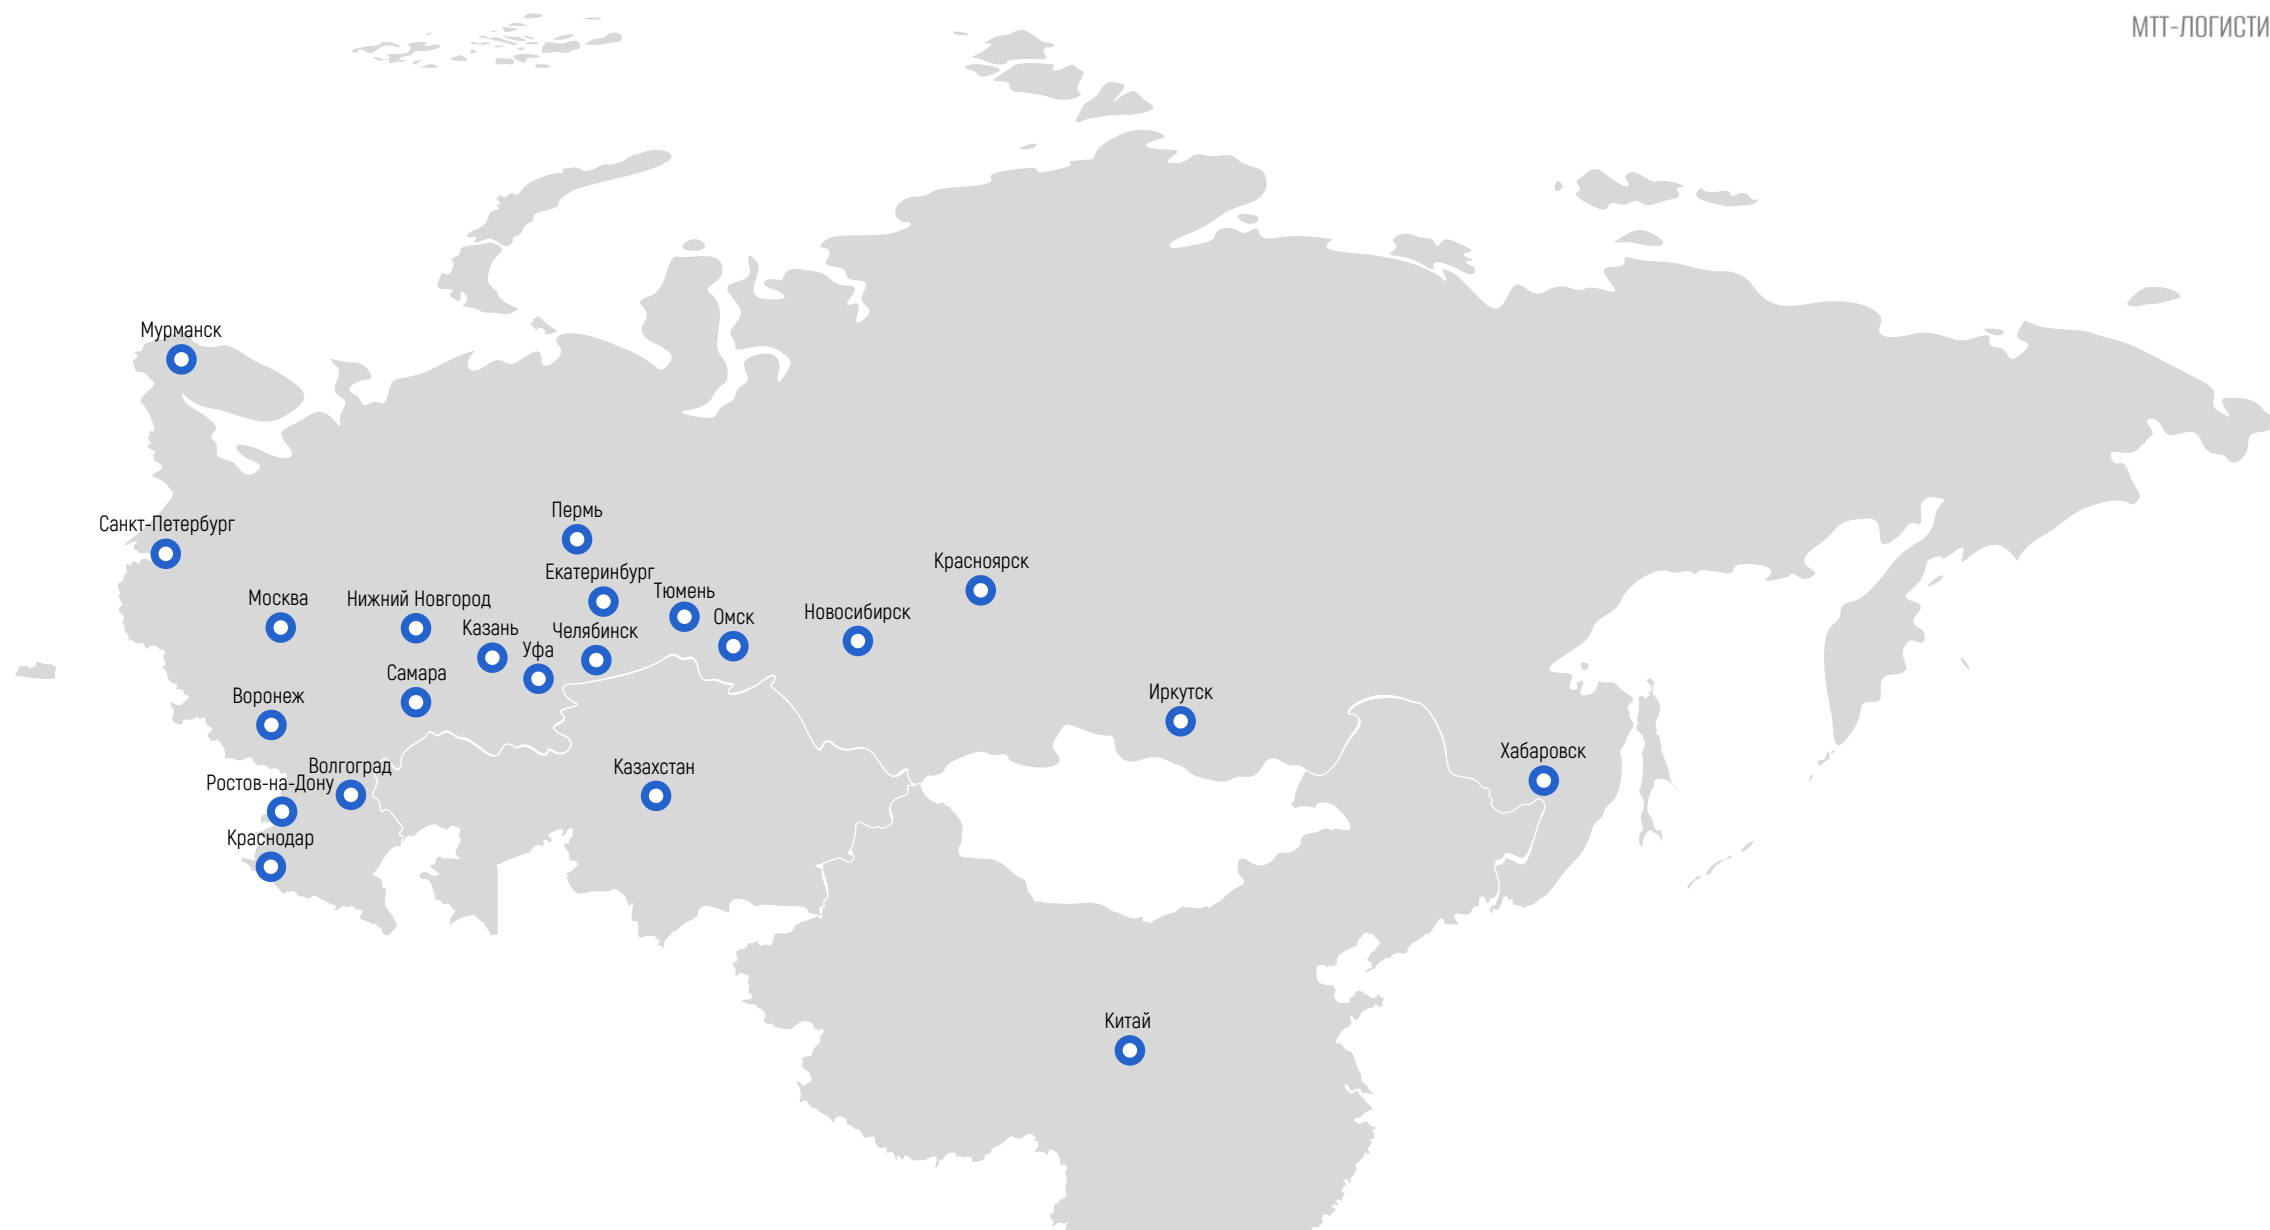 МТТ-ЛОГИСТИ
Мурманск
Пермь
Санкт-Петербург
Красноярск
Екатеринбург
Тюмень
Москва
Нижний Новгород
Новосибирск
Омск
Казань
Челябинск
Уфа
Самара
Иркутск
Воронеж
Хабаровск
Волгоград
Казахстан
Ростов-на-Дону
Краснодар
Китай